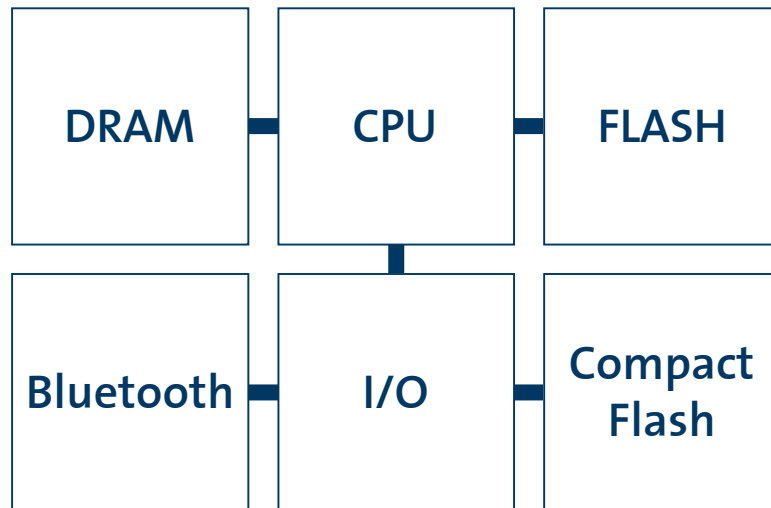 DRAM
CPU
FLASH
Bluetooth
I/O
Compact
Flash